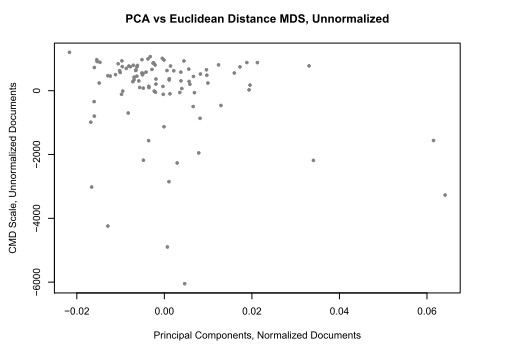 PCA vs Euclidean Distance MDS, Unnormalized
CMD Scale, Unnormalized Documents
0
−2000
−4000
−6000
−0.02 0.00 0.02 0.04 0.06
Principal Components, Normalized Documents